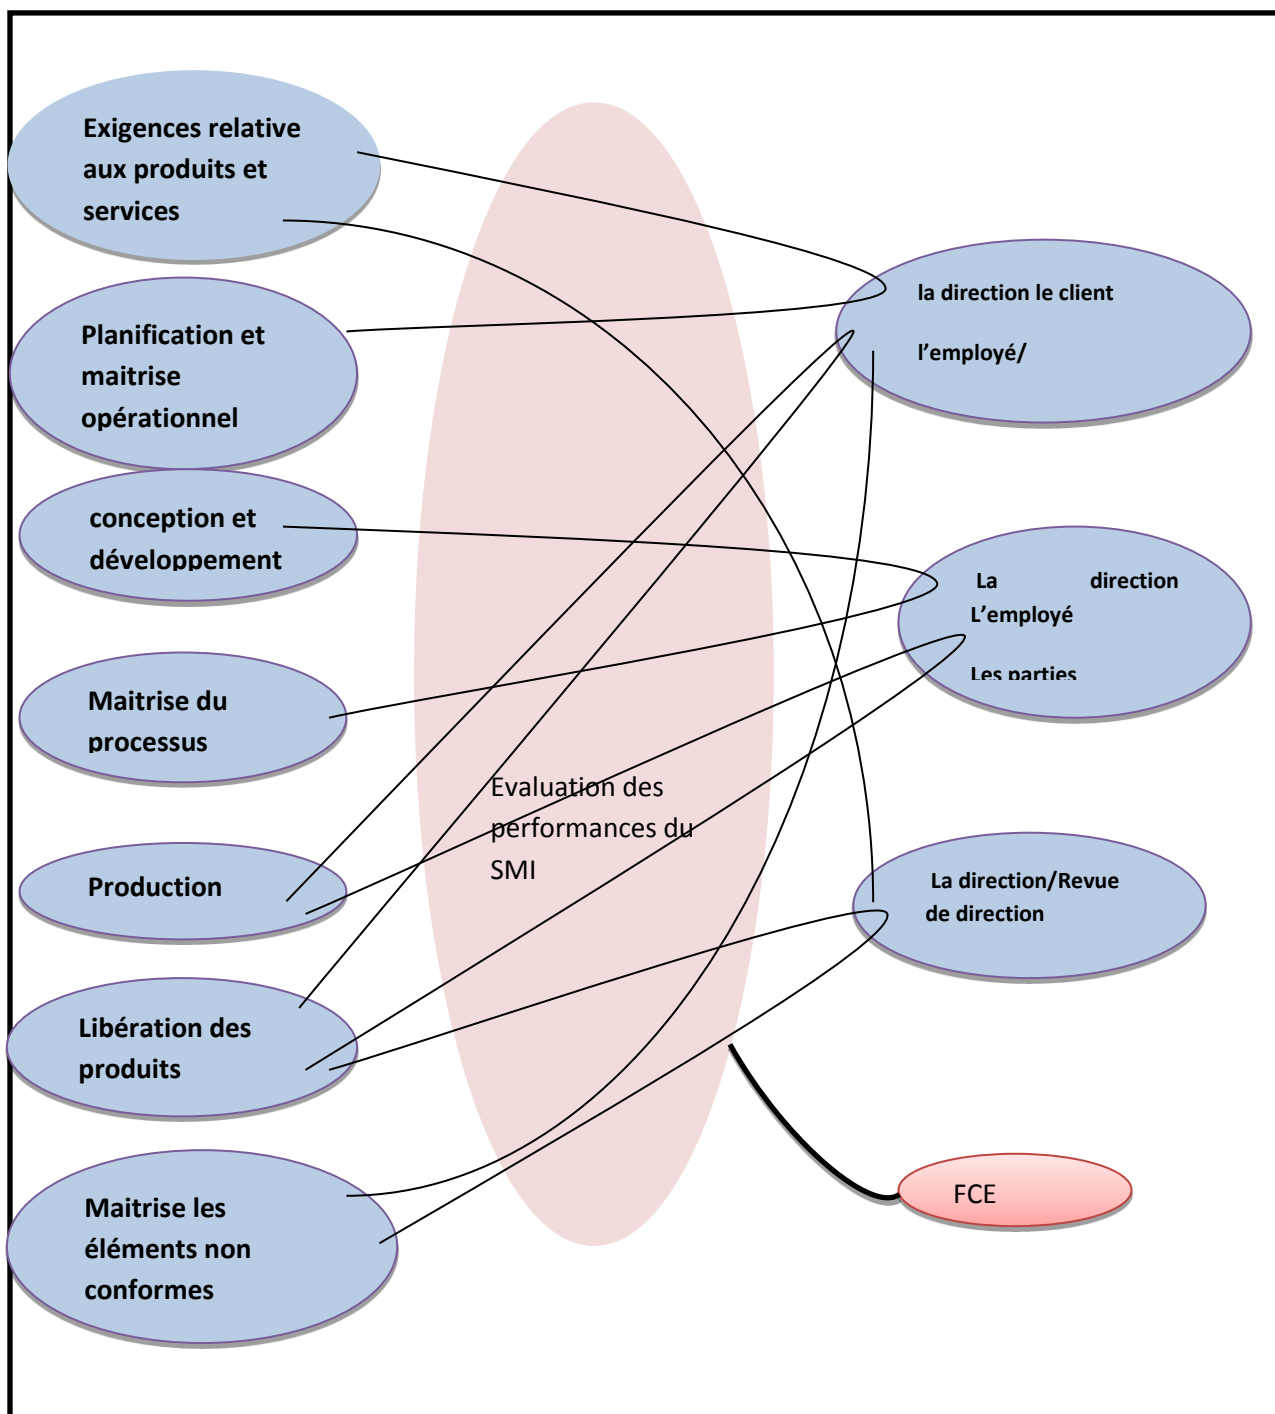 Exigences relative
aux produits et
services
Planification et
maitrise
opérationnel
conception et
développement
Maitrise du
processus
Production
Libération des
produits
Maitrise les
éléments non
conformes
Evaluation des
performances du
SMI
la direction le client
l’employé/
La direction
L’employé
Les parties
La direction/Revue
de direction
FCE